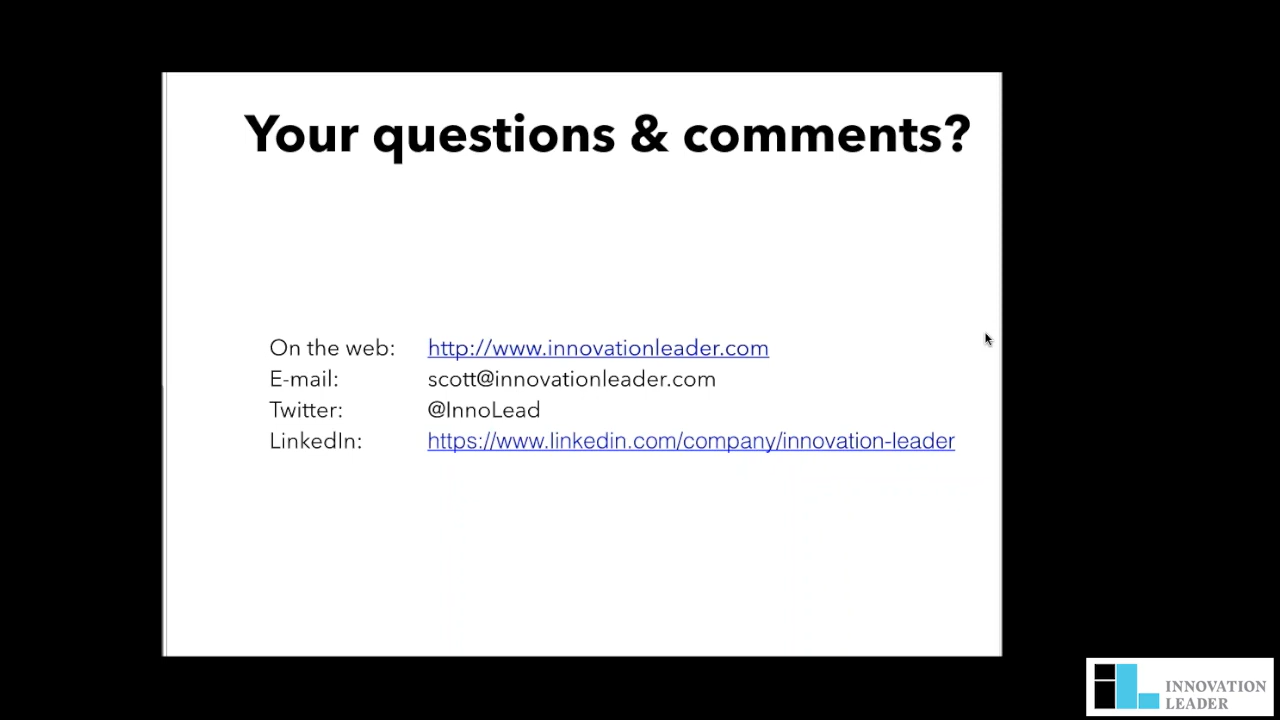 Your questions & comments?
On the web: http://www.innovationleader.com
E-mail: scott@innovationleader.com
Twitter: @InnoLead
LinkedIn: https://www.linkedin.com/company/innovation-leader
iL INNOVATION
LEADER